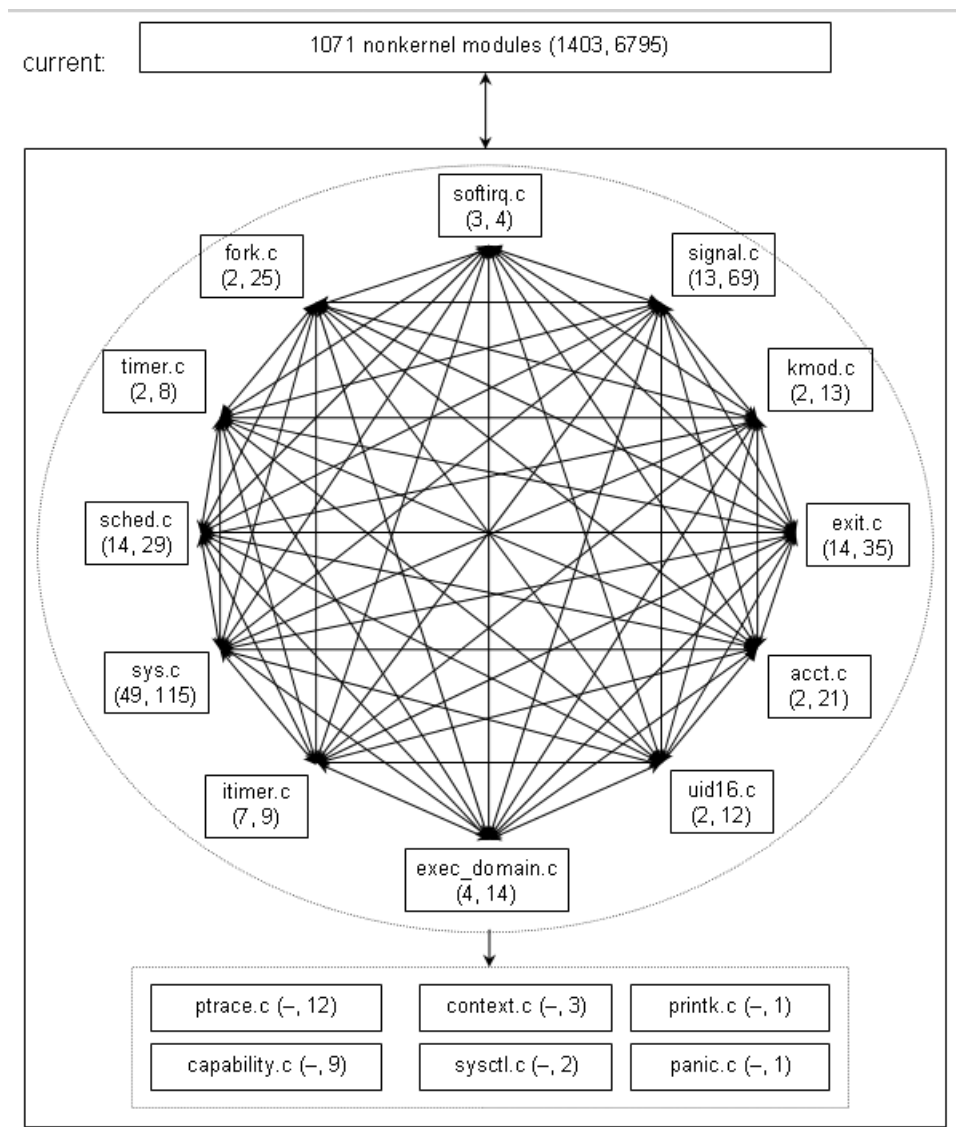 1071 nonkernel modules (1403, 6795)
current:
softirq.c
(3, 4)
fork.c
(2, 25)
signal.c
(13, 69)
timer.c
(2, 8)
kmod.c
(2, 13)
sched.c
(14, 29)
exit.c
(14, 35)
sys.c
(49, 115)
acct.c
(2, 21)
itimer.c
(7, 9)
uid16.c
(2, 12)
exec_domain.c
(4, 14)
ptrace.c (–, 12)
context.c (–, 3)
printk.c (–, 1)
capability.c (–, 9)
sysctl.c (–, 2)
panic.c (–, 1)